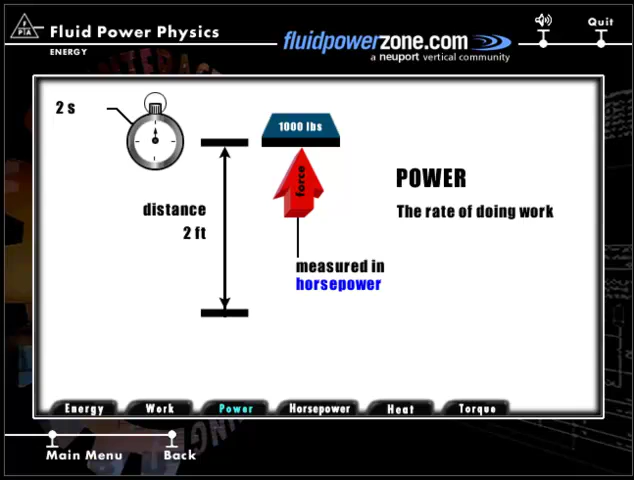 F
PTA
Fluid Power Physics
ENERGY
fluidpowerzone.com
a neuport vertical community
Quit
2 s
1000 lbs
force
distance
2 ft
POWER
The rate of doing work
measured in
horsepower
Energy
Work
Power
Horsepower
Heat
Torque
Main Menu
Back